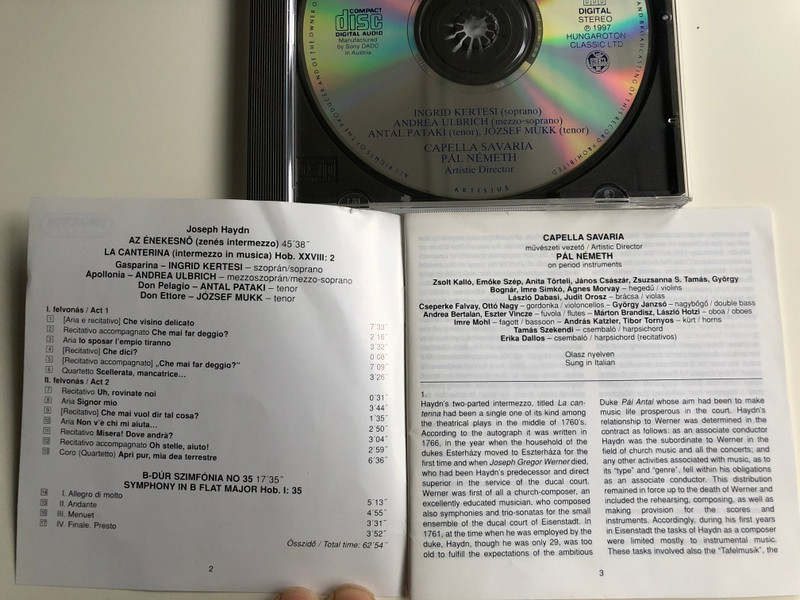 COMPACT
disc
DIGITAL AUDIO
Manufactured
by Sony DADC
in Austria
DIGITAL
STEREO
℗ 1997
HUNGAROTON
CLASSIC LTD
INGRID KERTESI (soprano)
ANDREA ULBRICH (mezzo-soprano)
ANTAL PATAKI (tenor), JÓZSEF MUKK (tenor)
CAPELLA SAVARIA
PÁL NÉMETH
Artistic Director
ARTISJUS
Joseph Haydn
AZ ÉNEKESNŐ (zenés intermezzo) 45'38"
LA CANTERINA (intermezzo in musica) Hob. XXVIII: 2
Gasparina – INGRID KERTESI – szoprán/soprano
Apollonia – ANDREA ULBRICH – mezzoszoprán/mezzo-soprano
Don Pelagio – ANTAL PATAKI – tenor
Don Ettore – JÓZSEF MUKK – tenor
I. felvonás / Act 1
1 [Aria e recitativo] Che visino delicato 7'33"
2 Recitativo accompagnato Che mai far deggio? 2'16"
3 Aria Io sposar l'empio tiranno 3'32"
4 [Recitativo] Che dici? 0'08"
5 [Recitativo accompagnato] „Che mai far deggio?" 7'09"
6 Quartetto Scellerata, mancatrice... 3'26"
II. felvonás / Act 2
7 Recitativo Uh, rovinate noi 0'31"
8 Aria Signor mio 3'44"
9 [Recitativo] Che mai vuol dir tal cosa? 1'35"
10 Aria Non v'è chi mi aiuta... 2'50"
11 Recitativo Misera! Dove andrà? 3'04"
12 Recitativo accompagnato Oh stelle, aiuto! 2'59"
13 Coro (Quartetto) Apri pur, mia dea terrestre 6'36"
B-DÚR SZIMFÓNIA NO 35 17'35"
SYMPHONY IN B FLAT MAJOR Hob. I: 35
14 I. Allegro di molto 5'13"
15 II. Andante 4'55"
16 III. Menuet 3'31"
17 IV. Finale. Presto 3'52"
Összidő / Total time: 62'54"
2
CAPELLA SAVARIA
művészeti vezető / Artistic Director
PÁL NÉMETH
on period instruments
Zsolt Kalló, Emőke Szép, Anita Törteli, János Császár, Zsuzsanna S. Tamás, György
Bognár, Imre Simkó, Ágnes Morvay – hegedű / violins
László Dabasi, Judit Orosz – brácsa / violas
Cseperke Falvay, Ottó Nagy – gordonka / violoncellos – György Janzsó – nagybőgő / double bass
Andrea Bertalan, Eszter Vincze – fuvola / flutes – Márton Brandisz, László Hotzi – oboa / oboes
Imre Mohl – fagott / bassoon – András Katzler, Tibor Tornyos – kürt / horns
Tamás Szekendi – csembaló / harpsichord
Erika Dallos – csembaló / harpsichord (recitativos)
Olasz nyelven
Sung in Italian
1.
Haydn's two-parted intermezzo, titled La can-
terina had been a single one of its kind among
the theatrical plays in the middle of 1760's.
According to the autograph it was written in
1766, in the year when the household of the
dukes Esterházy moved to Eszterháza for the
first time and when Joseph Gregor Werner died,
who had been Haydn's predecessor and direct
superior in the service of the ducal court.
Werner was first of all a church-composer, an
excellently educated musician, who composed
also symphonies and trio-sonatas for the small
ensemble of the ducal court of Eisenstadt. In
1761, at the time when he was employed by the
duke, Haydn, though he was only 29, was too
old to fulfill the expectations of the ambitious
Duke Pál Antal whose aim had been to make
music life prosperous in the court. Haydn's
relationship to Werner was determined in the
contract as follows: as an associate conductor
Haydn was the subordinate to Werner in the
field of church music and all the concerts; and
any other activities associated with music, as to
its "type" and "genre", fell within his obligations
as an associate conductor. This distribution
remained in force up to the death of Werner and
included the rehearsing, composing, as well as
making provision for the scores and
instruments. Accordingly, during his first years
in Eisenstadt the tasks of Haydn as a composer
were limited mostly to instrumental music.
These tasks involved also the "Tafelmusik", the
3